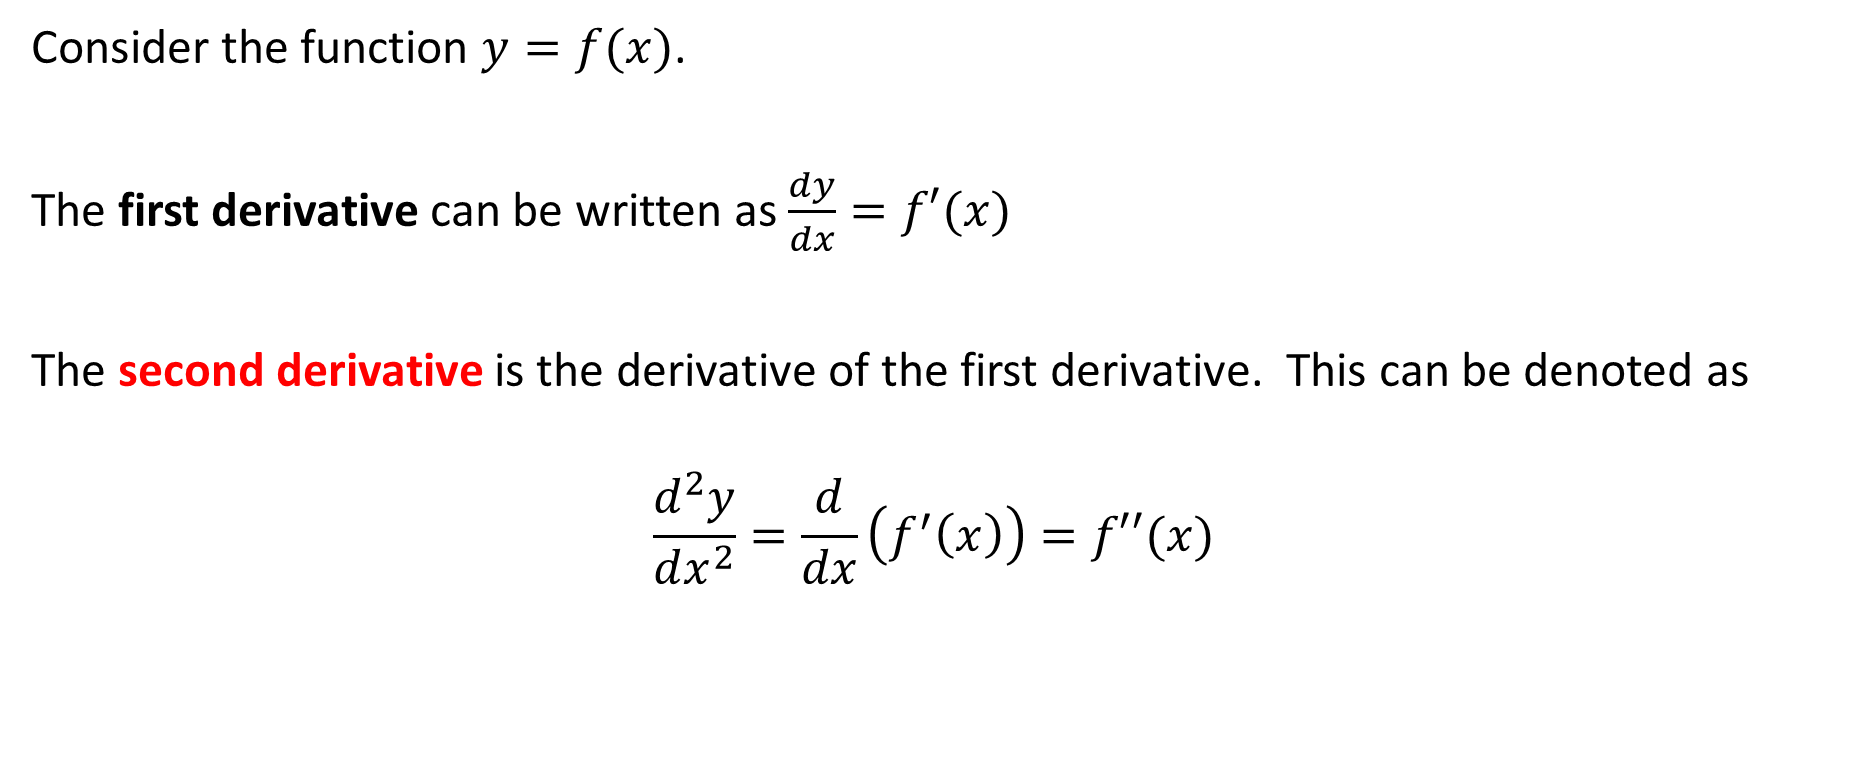 Consider the function y = f(x).
The first derivative can be written as dy/dx = f′(x)
The second derivative is the derivative of the first derivative. This can be denoted as
d²y/dx² = d/dx (f′(x)) = f′′(x)